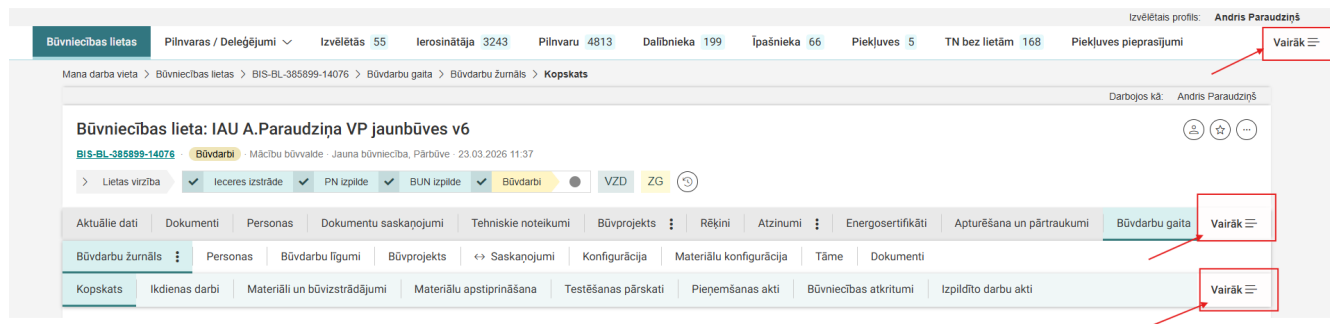 Izvēlētais profils: Andris Paraudziņš
Būvniecības lietas Pilnvaras / Deleģējumi Izvēlētās 55 Ierosinātāja 3243 Pilnvaru 4813 Dalībnieka 199 Īpašnieka 66 Piekļuves 5 TN bez lietām 168 Piekļuves pieprasījumi Vairāk
Mana darba vieta > Būvniecības lietas > BIS-BL-385899-14076 > Būvdarbu gaita > Būvdarbu žurnāls > Kopskats
Darbojos kā: Andris Paraudziņš
Būvniecības lieta: IAU A.Paraudziņa VP jaunbūves v6
BIS-BL-385899-14076 · Būvdarbi · Mācību būvvalde · Jauna būvniecība, Pārbūve · 23.03.2026 11:37
> Lietas virzība ✓ Ieceres izstrāde ✓ PN izpilde ✓ BUN izpilde ✓ Būvdarbi VZD ZG
Aktuālie dati Dokumenti Personas Dokumentu saskaņojumi Tehniskie noteikumi Būvprojekts Rēķini Atzinumi Energosertifikāti Apturēšana un pārtraukumi Būvdarbu gaita Vairāk
Būvdarbu žurnāls Personas Būvdarbu līgumi Būvprojekts ↔ Saskaņojumi Konfigurācija Materiālu konfigurācija Tāme Dokumenti
Kopskats Ikdienas darbi Materiāli un būvizstrādājumi Materiālu apstiprināšana Testēšanas pārskati Pieņemšanas akti Būvniecības atkritumi Izpildīto darbu akti Vairāk